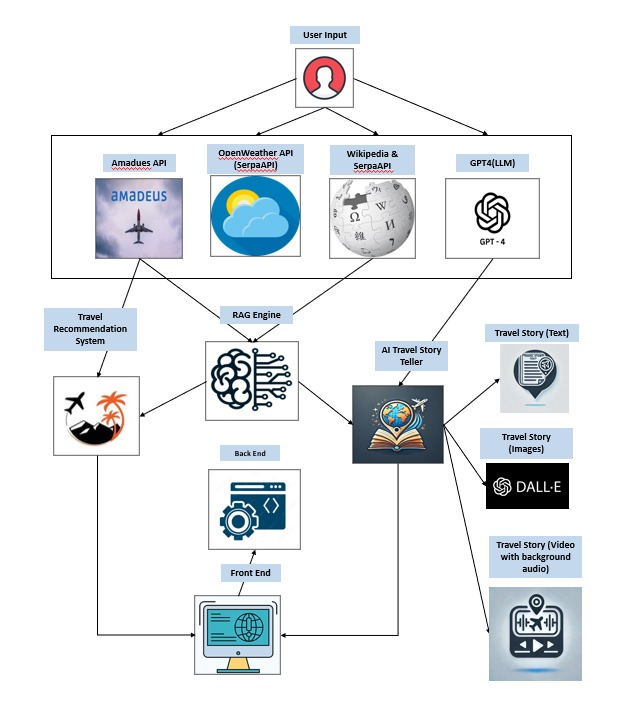 User Input
Amadues API
OpenWeather API
(SerpaAPI)
Wikipedia &
SerpaAPI
GPT4(LLM)
amadeus
Ω
W
維
И
7
GPT - 4
Travel
Recommendation
System
RAG Engine
AI Travel Story
Teller
Travel Story (Text)
Travel Story
(Images)
DALL·E
Back End
Front End
Travel Story (Video
with background
audio)